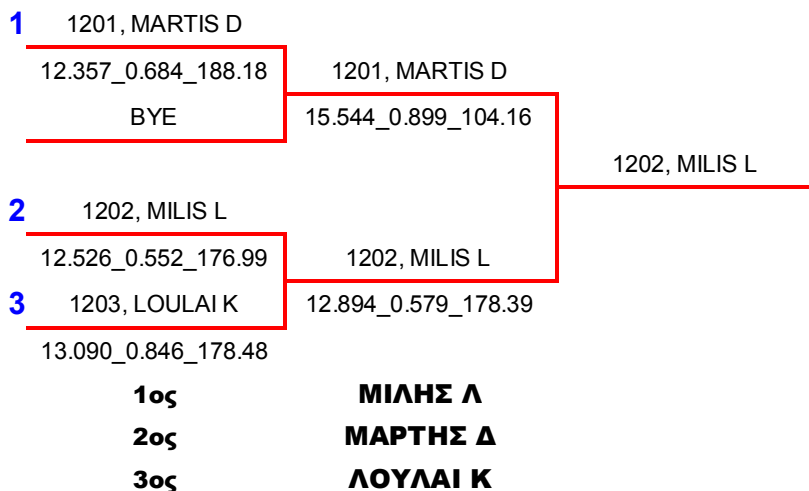 1 1201, MARTIS D
12.357_0.684_188.18 1201, MARTIS D
BYE 15.544_0.899_104.16
1202, MILIS L
2 1202, MILIS L
12.526_0.552_176.99 1202, MILIS L
3 1203, LOULAI K 12.894_0.579_178.39
13.090_0.846_178.48
1ος ΜΙΛΗΣ Λ
2ος ΜΑΡΤΗΣ Δ
3ος ΛΟΥΛΑΙ Κ